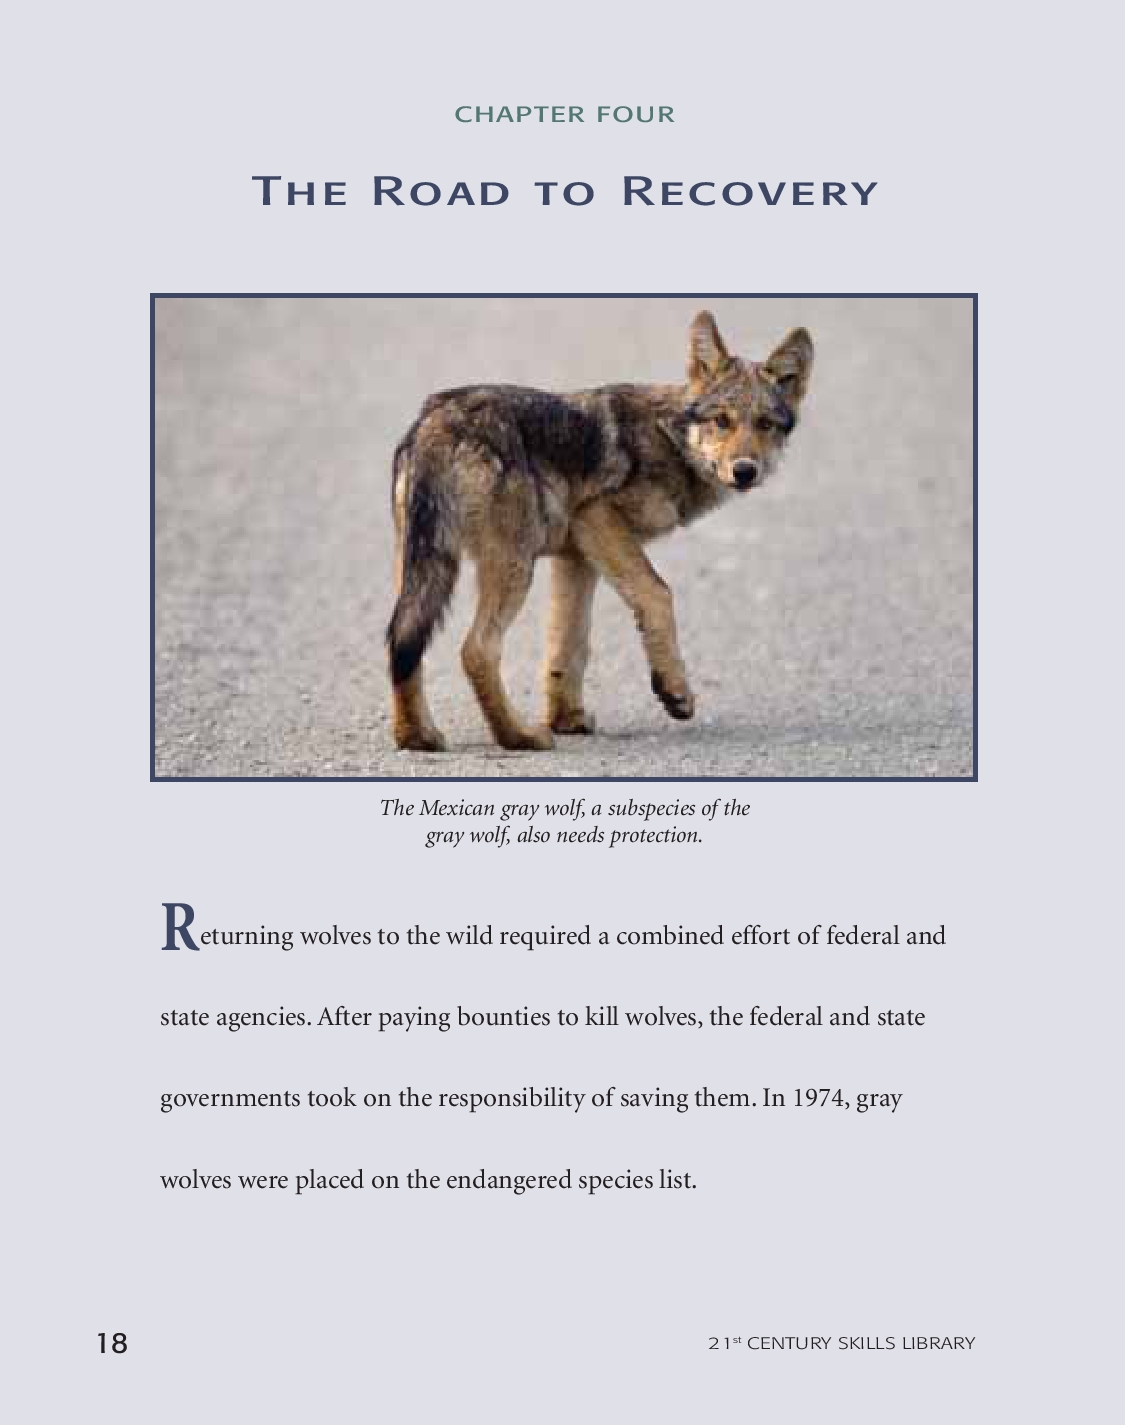 CHAPTER FOUR
THE ROAD TO RECOVERY
The Mexican gray wolf, a subspecies of the
gray wolf, also needs protection.
Returning wolves to the wild required a combined effort of federal and
state agencies. After paying bounties to kill wolves, the federal and state
governments took on the responsibility of saving them. In 1974, gray
wolves were placed on the endangered species list.
18
21st CENTURY SKILLS LIBRARY